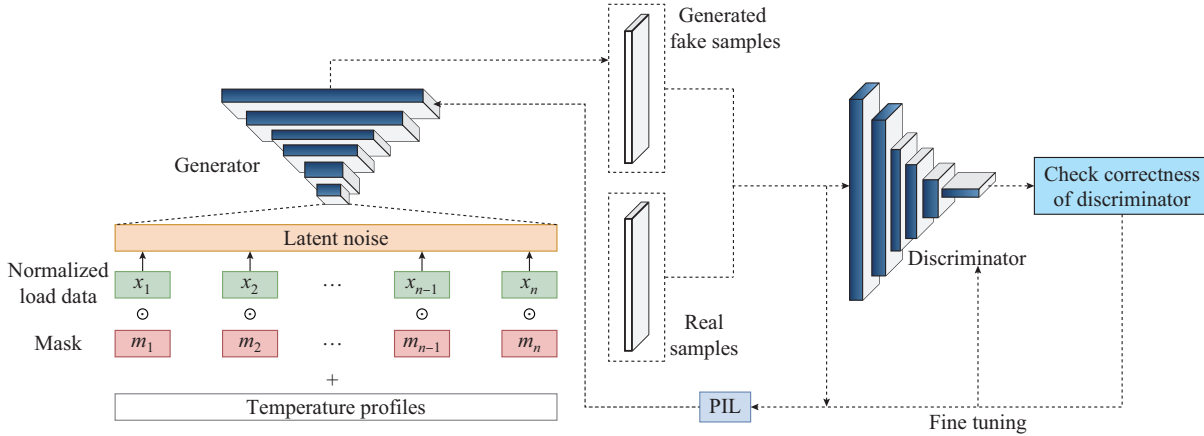 Generated
fake samples
Generator
Check correctness
of discriminator
Latent noise
Discriminator
Normalized
load data
x1 x2 ... xn−1 xn
⊙ ⊙ ⊙ ⊙
Mask
m1 m2 ... mn−1 mn
Real
samples
+
Temperature profiles
PIL
Fine tuning